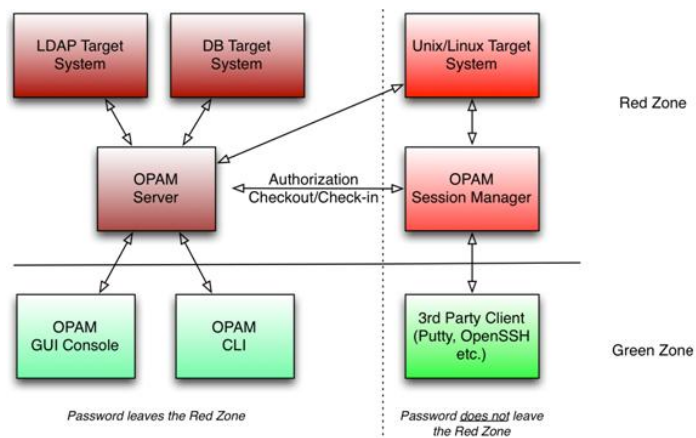 LDAP Target
System
DB Target
System
Unix/Linux Target
System
Red Zone
OPAM
Server
Authorization
Checkout/Check-in
OPAM
Session Manager
OPAM
GUI Console
OPAM
CLI
3rd Party Client
(Putty, OpenSSH
etc.)
Green Zone
Password leaves the Red Zone
Password does not leave
the Red Zone